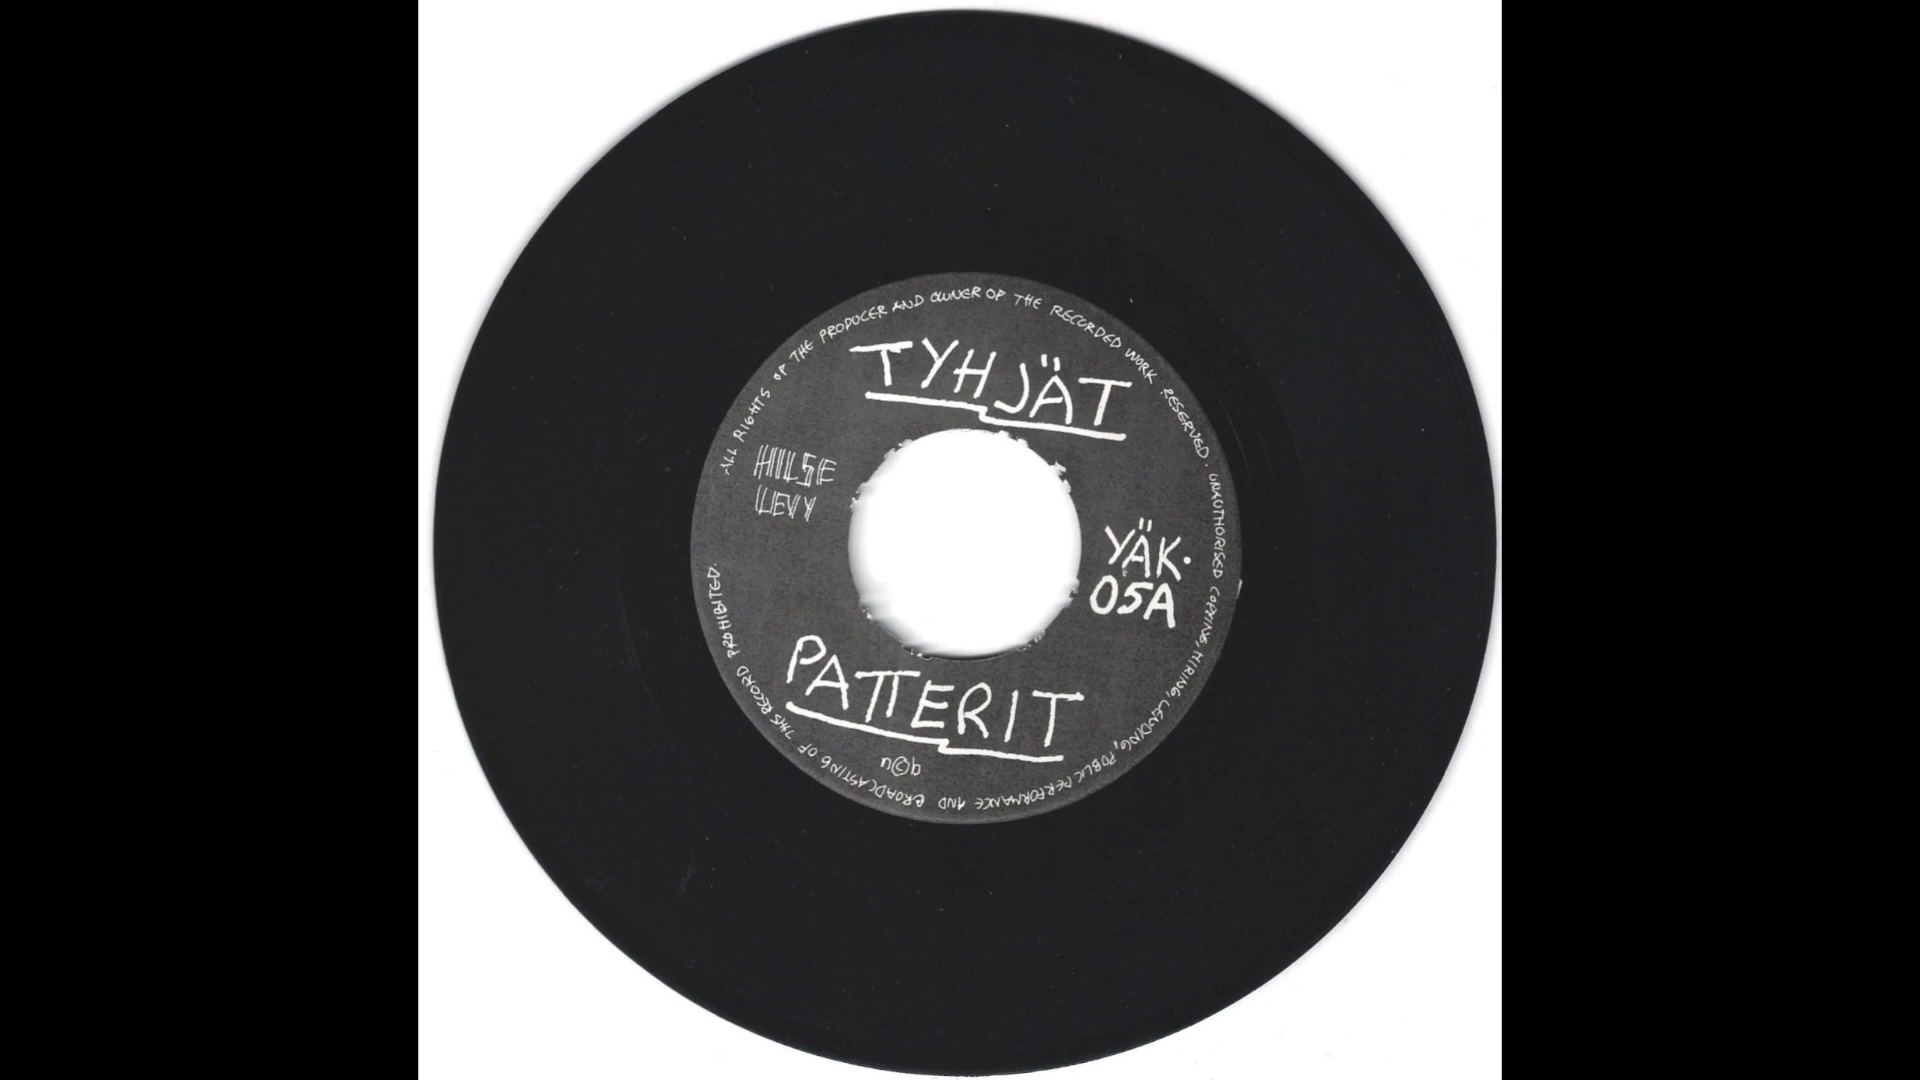 ALL RIGHTS OF THE PRODUCER AND OWNER OF THE RECORDED WORK RESERVED. UNAUTHORISED COPYING, HIRING, LENDING, PUBLIC PERFORMANCE AND BROADCASTING OF THIS RECORD PROHIBITED.
TYHJÄT
HILSE
LEVY
YÄK.
05A
PATTERIT